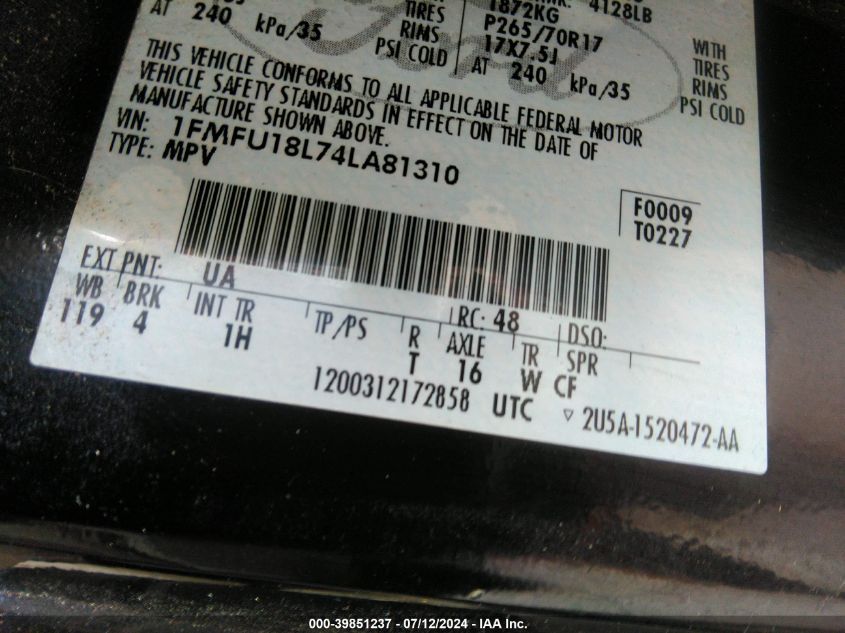 4128LB
1872KG
TIRES P265/70R17 WITH
AT 240 kPa/35 RIMS 17X7.5J TIRES
PSI COLD AT 240 kPa/35 RIMS
PSI COLD
THIS VEHICLE CONFORMS TO ALL APPLICABLE FEDERAL MOTOR
VEHICLE SAFETY STANDARDS IN EFFECT ON THE DATE OF
MANUFACTURE SHOWN ABOVE.
VIN: 1FMFU18L74LA81310
TYPE: MPV
F0009
T0227
EXT PNT: UA RC: 48 DSO:
WB BRK INT TR TP/PS R AXLE TR SPR
119 4 1H T 16 W CF
1200312172858 UTC ▽ 2U5A-1520472-AA
000-39851237 - 07/12/2024 - IAA Inc.